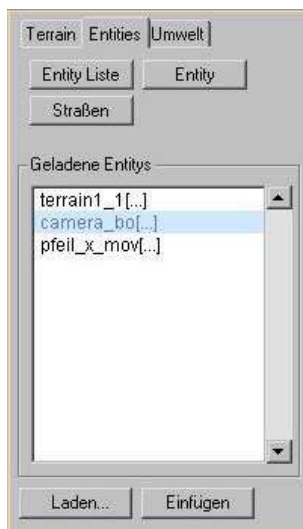 Terrain Entities Umwelt
Entity Liste Entity
Straßen
Geladene Entitys
terrain1_1[...]
camera_bo[...]
pfeil_x_mov[...]
Laden... Einfügen